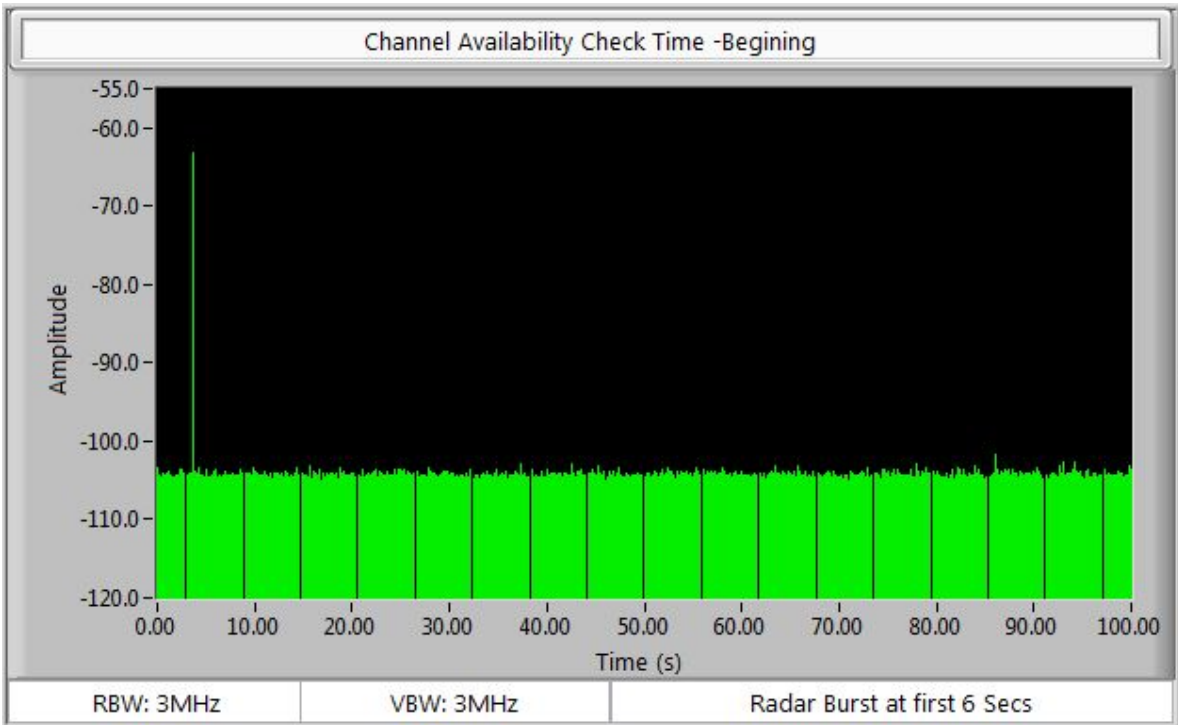 Channel Availability Check Time -Begining
-55.0
-60.0
-70.0
-80.0
-90.0
-100.0
-110.0
-120.0
Amplitude
0.00 10.00 20.00 30.00 40.00 50.00 60.00 70.00 80.00 90.00 100.00
Time (s)
RBW: 3MHz VBW: 3MHz Radar Burst at first 6 Secs